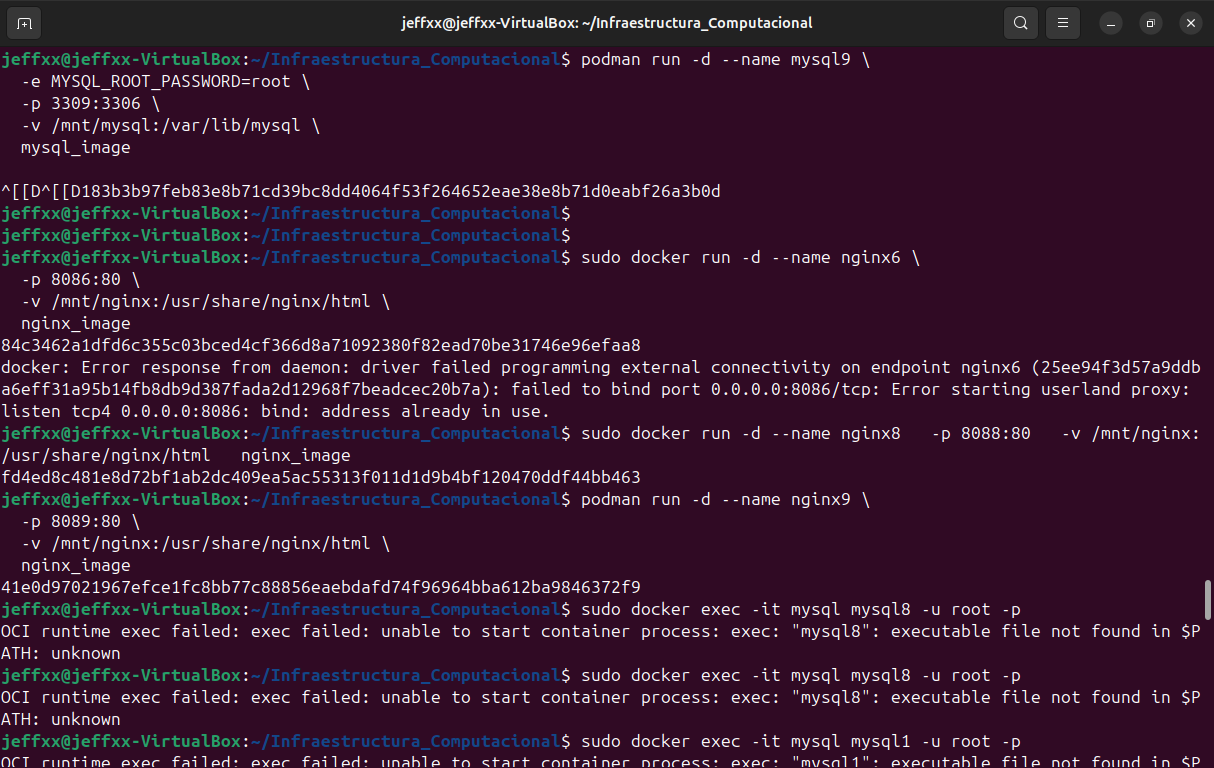 jeffxx@jeffxx-VirtualBox: ~/Infraestructura_Computacional
jeffxx@jeffxx-VirtualBox:~/Infraestructura_Computacional$ podman run -d --name mysql9 \
  -e MYSQL_ROOT_PASSWORD=root \
  -p 3309:3306 \
  -v /mnt/mysql:/var/lib/mysql \
  mysql_image

^[[D^[[D183b3b97feb83e8b71cd39bc8dd4064f53f264652eae38e8b71d0eabf26a3b0d
jeffxx@jeffxx-VirtualBox:~/Infraestructura_Computacional$
jeffxx@jeffxx-VirtualBox:~/Infraestructura_Computacional$
jeffxx@jeffxx-VirtualBox:~/Infraestructura_Computacional$ sudo docker run -d --name nginx6 \
  -p 8086:80 \
  -v /mnt/nginx:/usr/share/nginx/html \
  nginx_image
84c3462a1dfd6c355c03bced4cf366d8a71092380f82ead70be31746e96efaa8
docker: Error response from daemon: driver failed programming external connectivity on endpoint nginx6 (25ee94f3d57a9ddb
a6eff31a95b14fb8db9d387fada2d12968f7beadcec20b7a): failed to bind port 0.0.0.0:8086/tcp: Error starting userland proxy:
listen tcp4 0.0.0.0:8086: bind: address already in use.
jeffxx@jeffxx-VirtualBox:~/Infraestructura_Computacional$ sudo docker run -d --name nginx8   -p 8088:80   -v /mnt/nginx:
/usr/share/nginx/html   nginx_image
fd4ed8c481e8d72bf1ab2dc409ea5ac55313f011d1d9b4bf120470ddf44bb463
jeffxx@jeffxx-VirtualBox:~/Infraestructura_Computacional$ podman run -d --name nginx9 \
  -p 8089:80 \
  -v /mnt/nginx:/usr/share/nginx/html \
  nginx_image
41e0d97021967efce1fc8bb77c88856eaebdafd74f96964bba612ba9846372f9
jeffxx@jeffxx-VirtualBox:~/Infraestructura_Computacional$ sudo docker exec -it mysql mysql8 -u root -p
OCI runtime exec failed: exec failed: unable to start container process: exec: "mysql8": executable file not found in $P
ATH: unknown
jeffxx@jeffxx-VirtualBox:~/Infraestructura_Computacional$ sudo docker exec -it mysql mysql8 -u root -p
OCI runtime exec failed: exec failed: unable to start container process: exec: "mysql8": executable file not found in $P
ATH: unknown
jeffxx@jeffxx-VirtualBox:~/Infraestructura_Computacional$ sudo docker exec -it mysql mysql1 -u root -p
OCI runtime exec failed: exec failed: unable to start container process: exec: "mysql1": executable file not found in $P